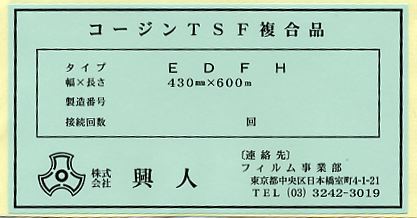 コージンTSF複合品
タイプ EDFH
幅×長さ 430mm×600m
製造番号
接続回数 回
株式会社 興人
〔連絡先〕
フィルム事業部
東京都中央区日本橋室町4-1-21
TEL (03) 3242-3019